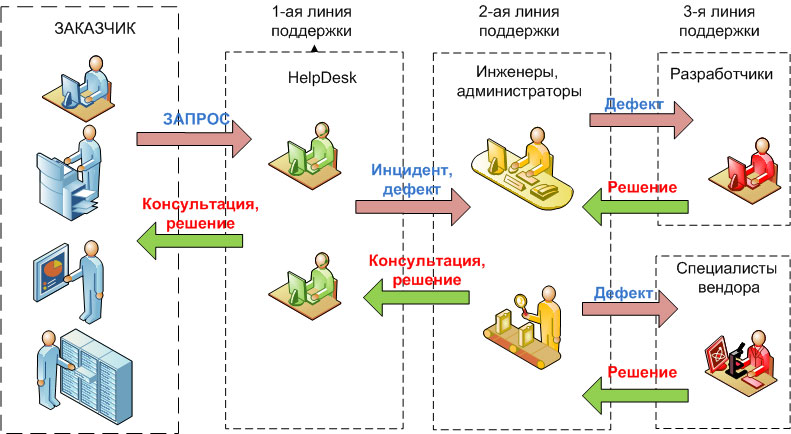 ЗАКАЗЧИК
1-ая линия
поддержки
2-ая линия
поддержки
3-я линия
поддержки
HelpDesk
Инженеры,
администраторы
Разработчики
ЗАПРОС
Дефект
Инцидент,
дефект
Решение
Консультация,
решение
Консультация,
решение
Специалисты
вендора
Дефект
Решение